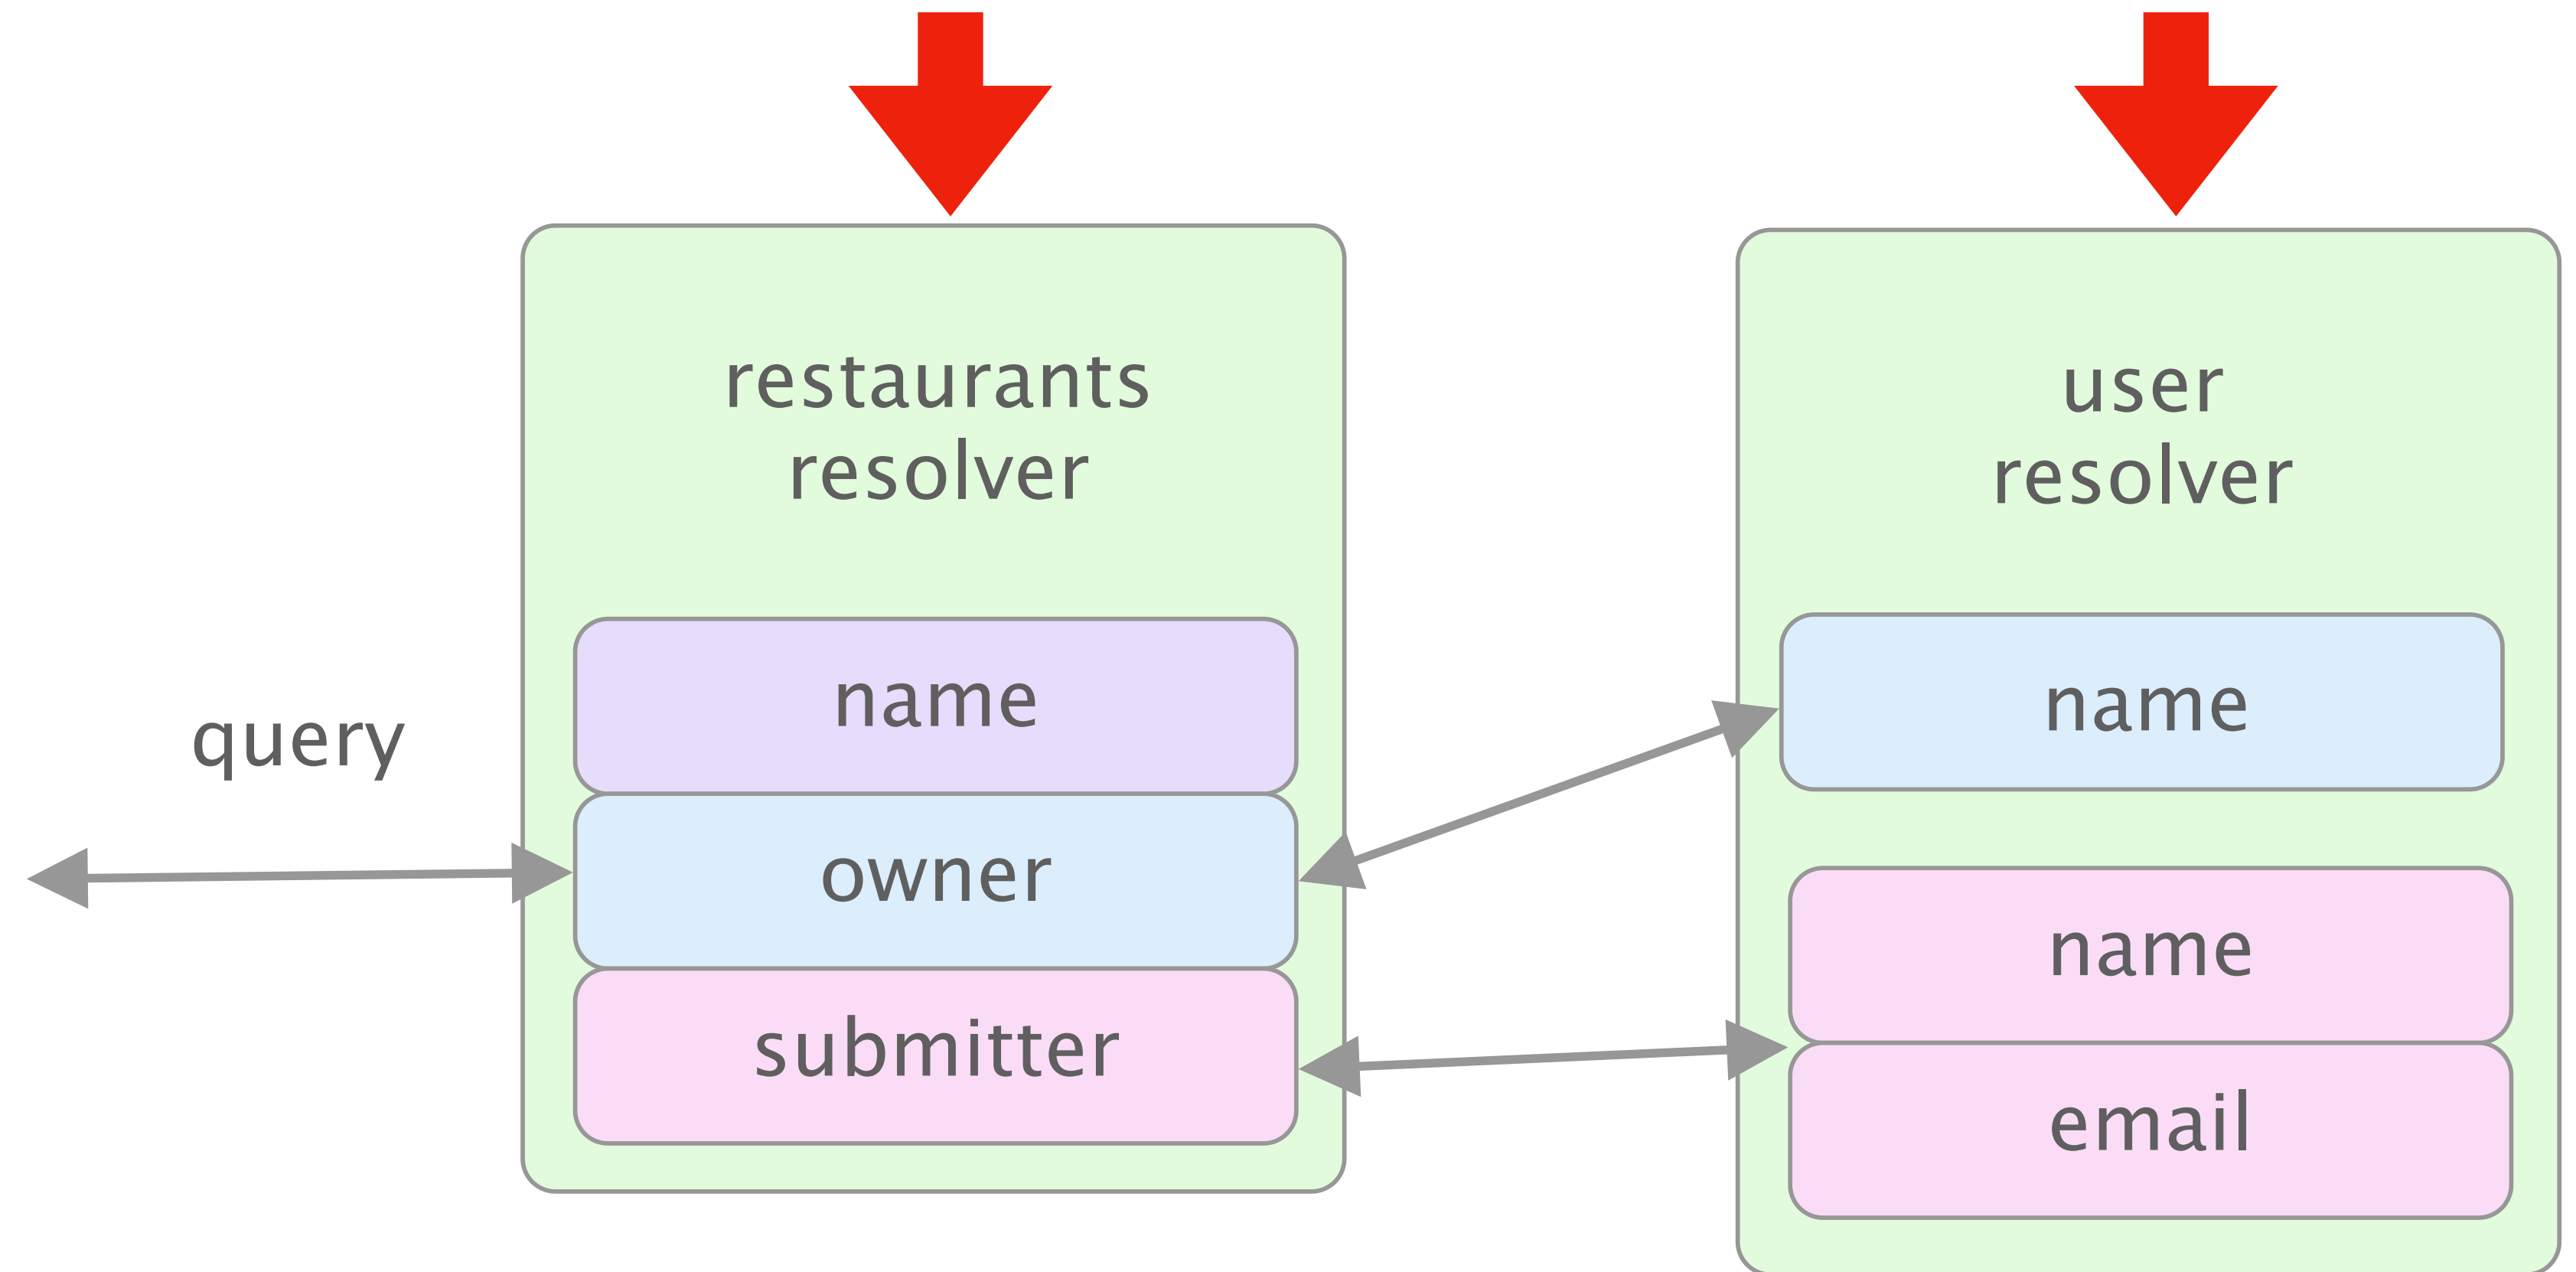 query
restaurants
resolver
name
owner
submitter
user
resolver
name
name
email